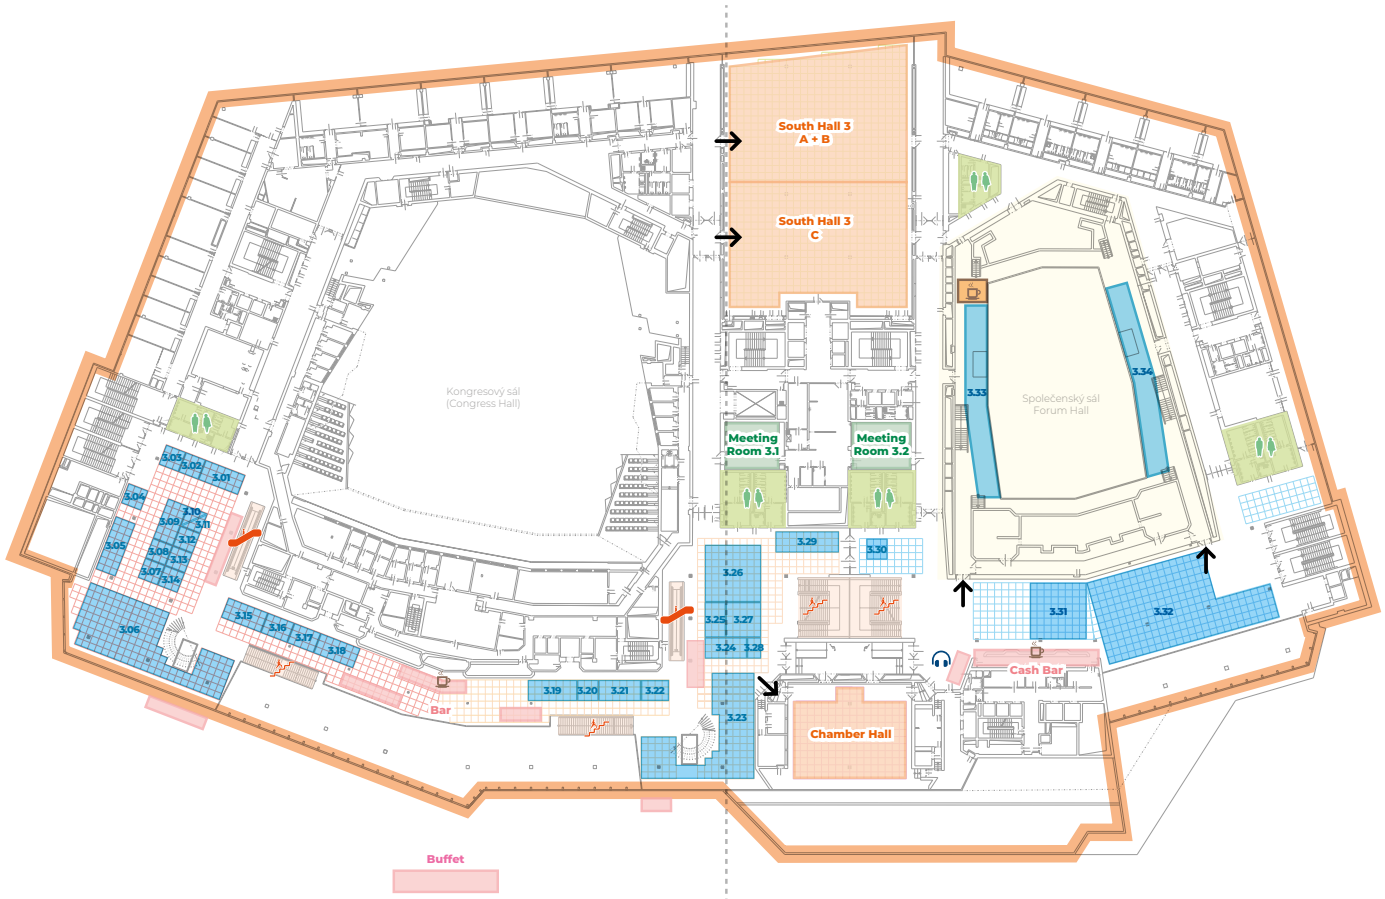 South Hall 3
A + B
South Hall 3
C
Kongresový sál
(Congress Hall)
Společenský sál
Forum Hall
Meeting
Room 3.1
Meeting
Room 3.2
3.33
3.34
3.03
3.02
3.01
3.04
3.05
3.10
3.09
3.11
3.12
3.08
3.13
3.07
3.14
3.06
3.15
3.16
3.17
3.18
3.29
3.30
3.26
3.25
3.27
3.24
3.28
3.31
3.32
3.19
3.20
3.21
3.22
3.23
Bar
Cash Bar
Chamber Hall
Buffet